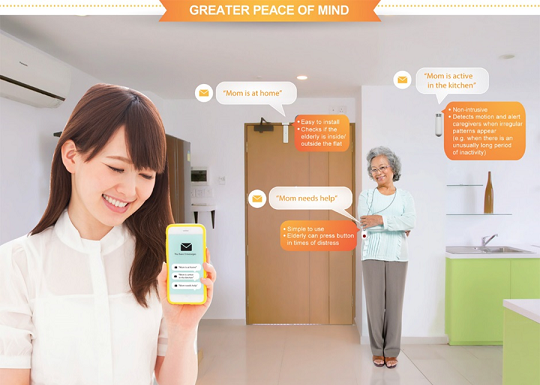 GREATER PEACE OF MIND
"Mom is at home"
• Easy to install
• Checks if the
elderly is inside/
outside the flat
"Mom is active
in the kitchen"
• Non-intrusive
• Detects motion and alert
caregivers when irregular
patterns appear
(e.g. when there is an
unusually long period
of inactivity)
"Mom needs help"
• Simple to use
• Elderly can press button
in times of distress